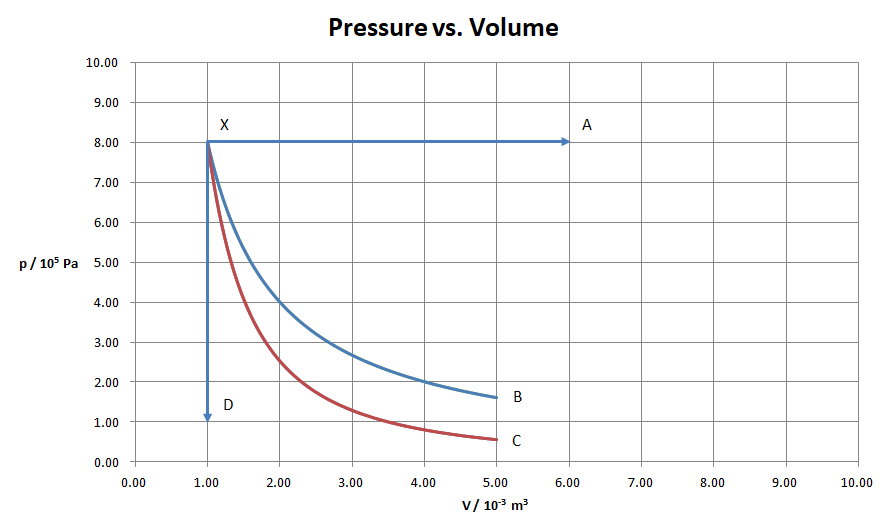 Pressure vs. Volume
10.00
9.00
8.00
7.00
6.00
5.00
4.00
3.00
2.00
1.00
0.00
p / 10⁵ Pa
X
A
B
C
D
0.00 1.00 2.00 3.00 4.00 5.00 6.00 7.00 8.00 9.00 10.00
V / 10⁻³ m³